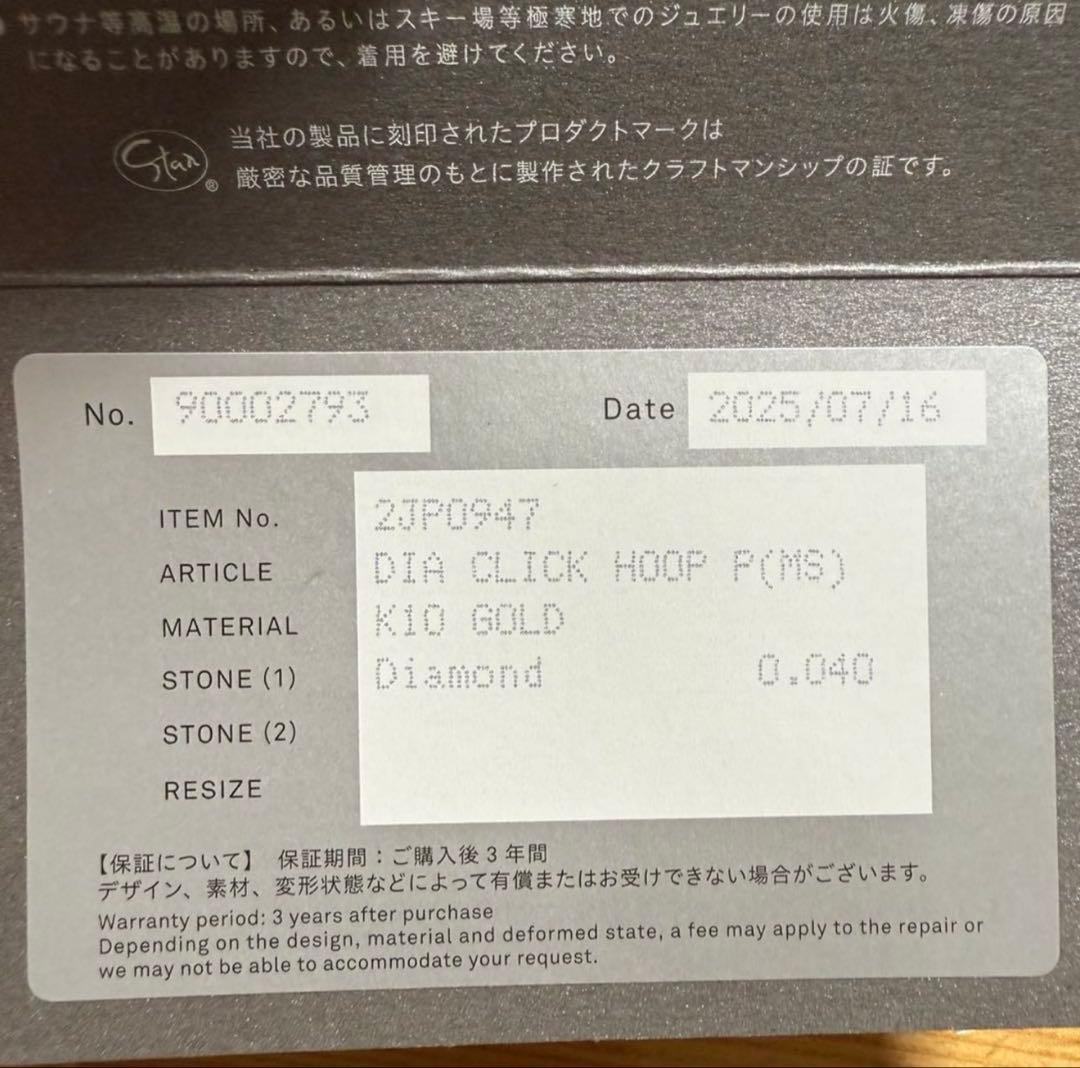 サウナ等高温の場所、あるいはスキー場等極寒地でのジュエリーの使用は火傷、凍傷の原因
になることがありますので、着用を避けてください。
Star®
当社の製品に刻印されたプロダクトマークは
厳密な品質管理のもとに製作されたクラフトマンシップの証です。
No. 90002793 Date 2025/07/16
ITEM No. 2JP0947
ARTICLE DIA CLICK HOOP P(MS)
MATERIAL K10 GOLD
STONE (1) Diamond 0.040
STONE (2)
RESIZE
【保証について】 保証期間：ご購入後3年間
デザイン、素材、変形状態などによって有償またはお受けできない場合がございます。
Warranty period: 3 years after purchase
Depending on the design, material and deformed state, a fee may apply to the repair or
we may not be able to accommodate your request.